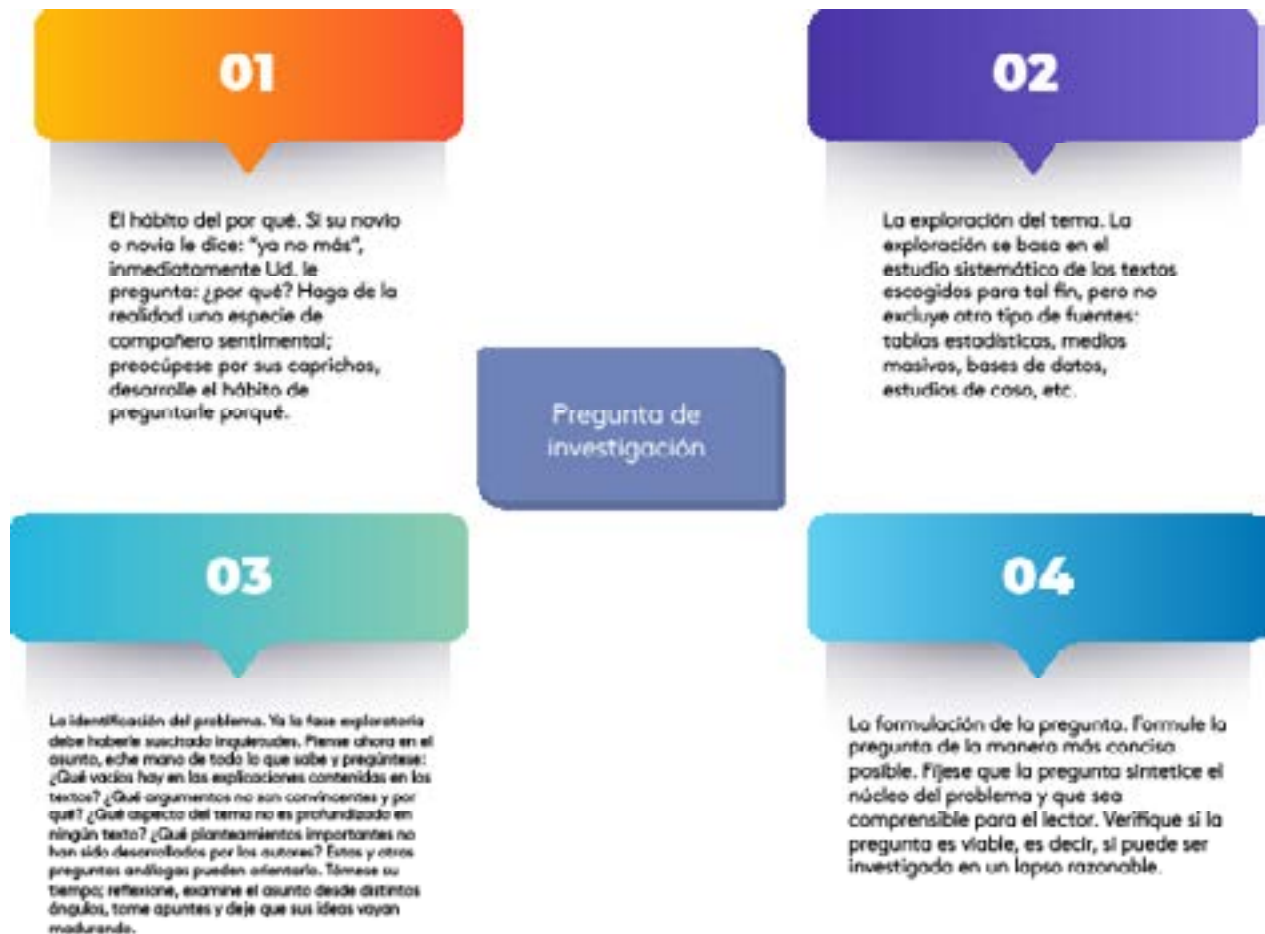 01
El hábito del por qué. Si su novio
o novia le dice: "ya no más",
inmediatamente Ud. le
pregunta: ¿por qué? Haga de la
realidad una especie de
compañero sentimental;
preocúpese por sus caprichos,
desarrolle el hábito de
preguntarle porqué.
02
La exploración del tema. La
exploración se basa en el
estudio sistemático de los textos
escogidos para tal fin, pero no
excluye otro tipo de fuentes:
tablas estadísticas, medios
masivos, bases de datos,
estudios de caso, etc.
Pregunta de
investigación
03
La identificación del problema. Ya la fase exploratoria
debe haberle suscitado inquietudes. Piense ahora en el
asunto, eche mano de todo lo que sabe y pregúntese:
¿Qué vacíos hay en las explicaciones contenidas en los
textos? ¿Qué argumentos no son convincentes y por
qué? ¿Qué aspecto del tema no es profundizado en
ningún texto? ¿Qué planteamientos importantes no
han sido desarrollados por los autores? Estas y otras
preguntas análogas pueden orientarlo. Tómese su
tiempo; reflexione, examine el asunto desde distintos
ángulos, tome apuntes y deje que sus ideas vayan
madurando.
04
La formulación de la pregunta. Formule la
pregunta de la manera más concisa
posible. Fíjese que la pregunta sintetice el
núcleo del problema y que sea
comprensible para el lector. Verifique si la
pregunta es viable, es decir, si puede ser
investigada en un lapso razonable.